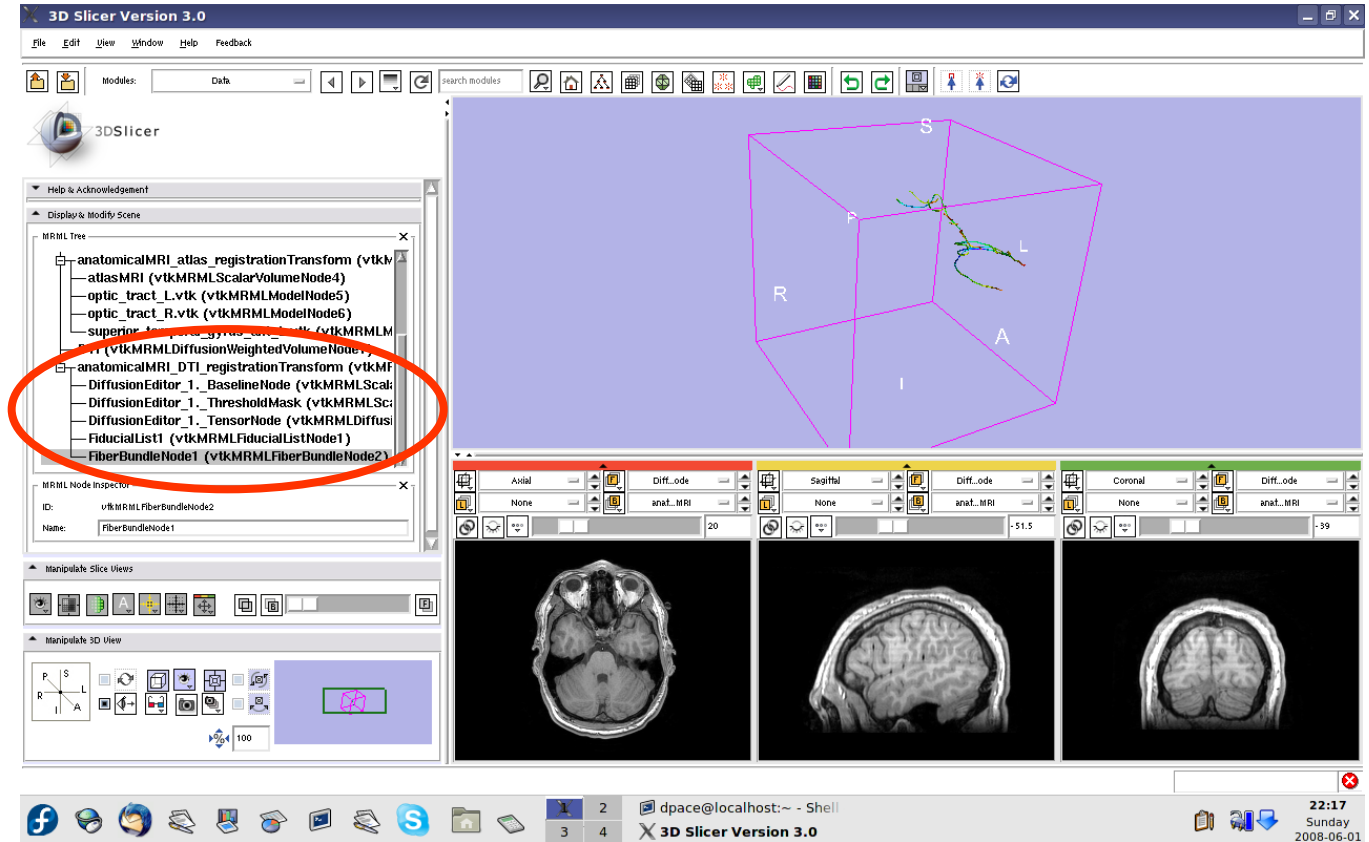 3D Slicer Version 3.0
File Edit View Window Help Feedback
Modules: Data search modules
3DSlicer
Help & Acknowledgement
Display & Modify Scene
MRML Tree
anatomicalMRI_atlas_registrationTransform (vtkM
atlasMRI (vtkMRMLScalarVolumeNode4)
optic_tract_L.vtk (vtkMRMLModelNode5)
optic_tract_R.vtk (vtkMRMLModelNode6)
(vtkMRMLM
(vtkMRMLDiffusionWeightedVolumeNode1)
anatomicalMRI_DTI_registrationTransform (vtkMR
DiffusionEditor_1._BaselineNode (vtkMRMLScala
DiffusionEditor_1._ThresholdMask (vtkMRMLSca
DiffusionEditor_1._TensorNode (vtkMRMLDiffusi
FiducialList1 (vtkMRMLFiducialListNode1)
FiberBundleNode1 (vtkMRMLFiberBundleNode2)
MRML Node Inspector
ID: vtkMRMLFiberBundleNode2
Name: FiberBundleNode1
Manipulate Slice Views
A
F
B
Manipulate 3D View
P S
R L
I A
% 100
S
P
L
R
A
I
Axial F Diff...ode
L None B anat...MRI
20
Sagittal F Diff...ode
L None B anat...MRI
-51.5
Coronal F Diff...ode
L None B anat...MRI
-39
1 2
3 4
dpace@localhost:~ - Shell
3D Slicer Version 3.0
22:17
Sunday
2008-06-01